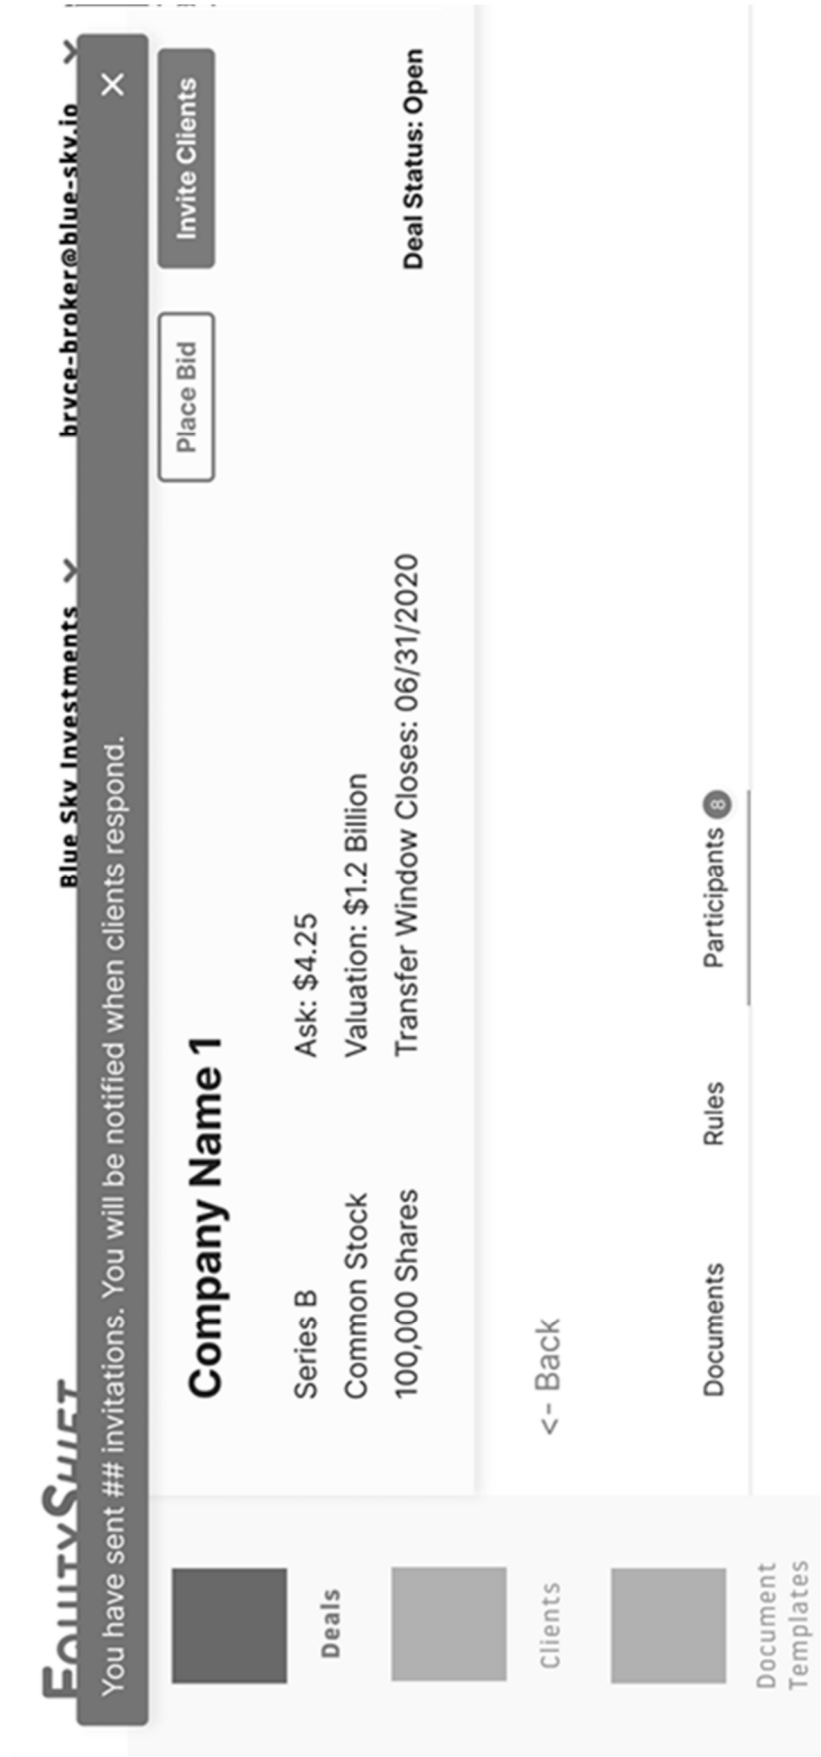 EQUITYSHIFT
Blue Sky Investments
bryce-broker@blue-sky.io
You have sent ## invitations. You will be notified when clients respond.
×
Company Name 1
Place Bid
Invite Clients
Series B
Ask: $4.25
Common Stock
Valuation: $1.2 Billion
100,000 Shares
Transfer Window Closes: 06/31/2020
Deal Status: Open
Deals
Clients
Document
Templates
<- Back
Documents
Rules
Participants 8